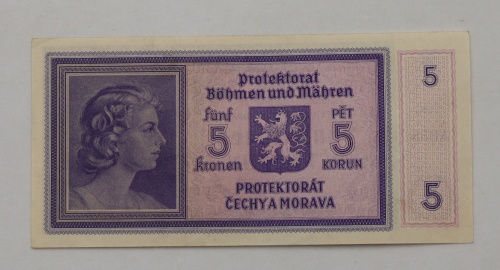 Protektorat
Böhmen und Mähren
fünf
5
kronen
PĚT
5
KORUN
PROTEKTORÁT
ČECHY A MORAVA
5
5